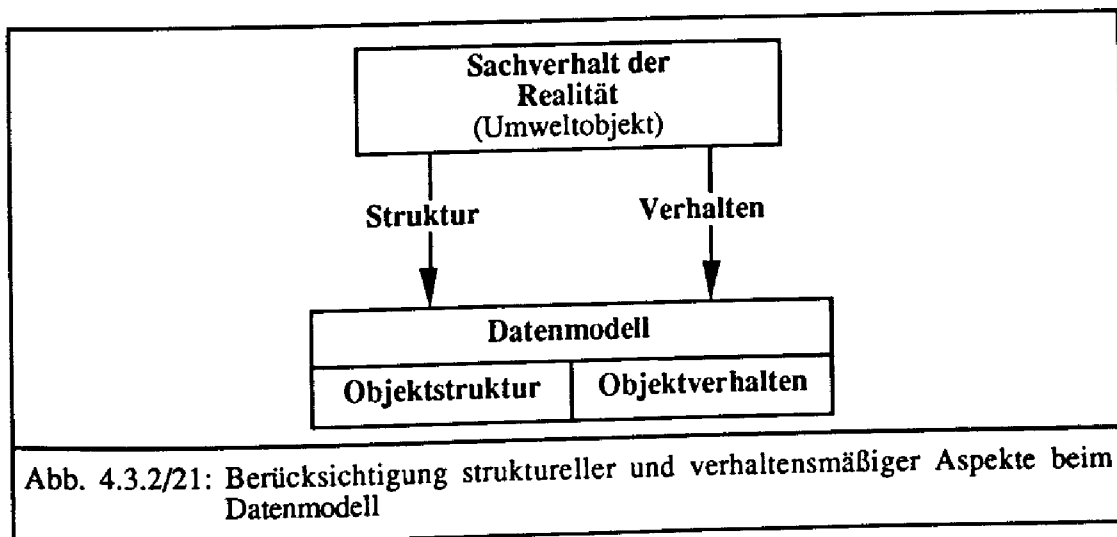 Sachverhalt der
Realität
(Umweltobjekt)
Struktur Verhalten
Datenmodell
Objektstruktur Objektverhalten
Abb. 4.3.2/21: Berücksichtigung struktureller und verhaltensmäßiger Aspekte beim
Datenmodell